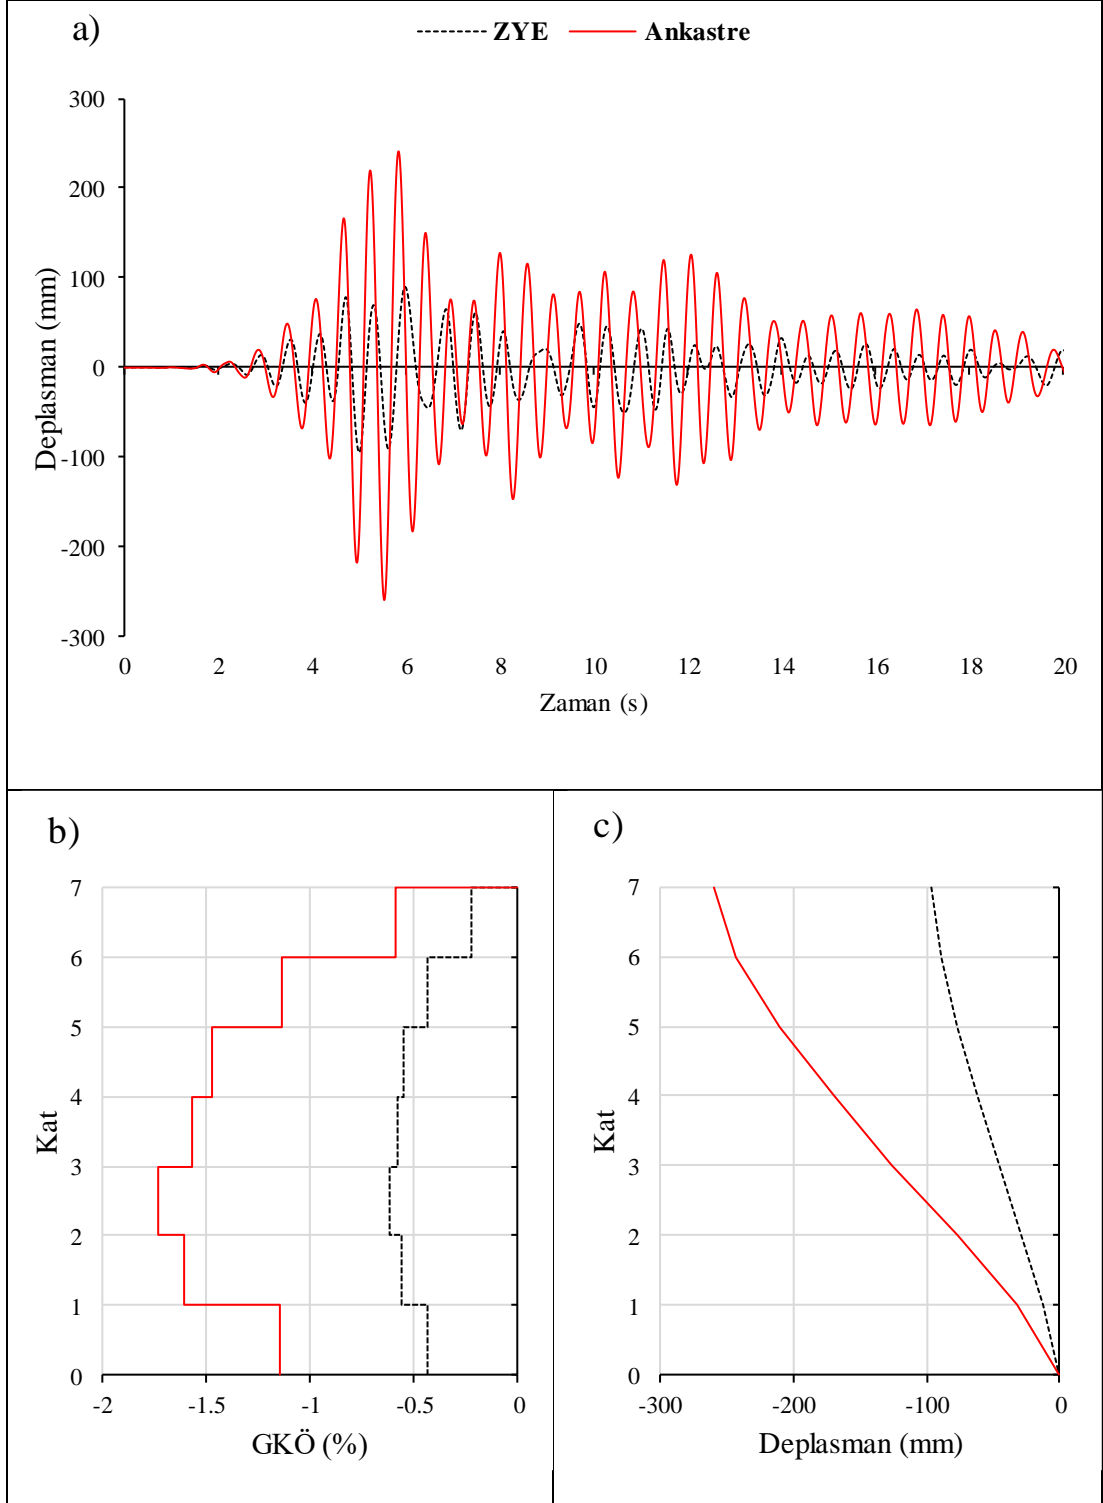 a)
ZYE Ankastre
300
200
100
0
-100
-200
-300
Deplasman (mm)
0 2 4 6 8 10 12 14 16 18 20
Zaman (s)
b)
7
6
5
4
3
2
1
0
Kat
-2 -1.5 -1 -0.5 0
GKÖ (%)
c)
7
6
5
4
3
2
1
0
Kat
-300 -200 -100 0
Deplasman (mm)